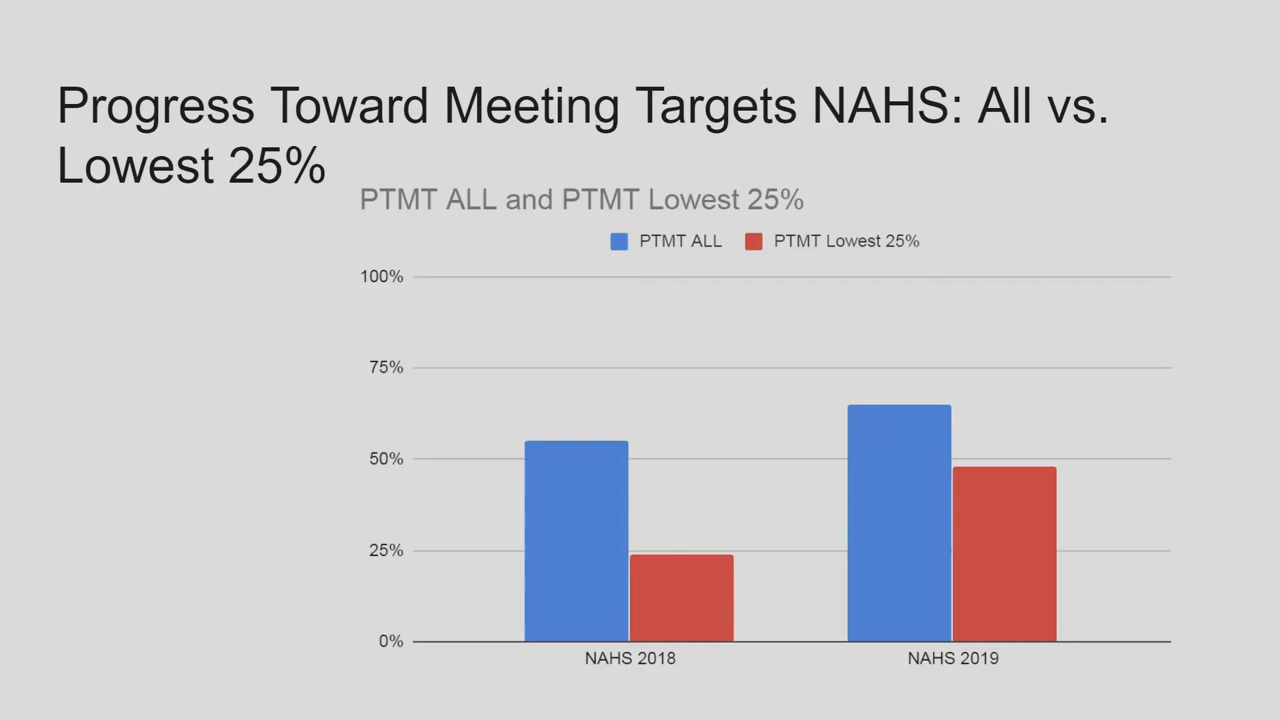 Progress Toward Meeting Targets NAHS: All vs.
Lowest 25%
PTMT ALL and PTMT Lowest 25%
PTMT ALL PTMT Lowest 25%
100%
75%
50%
25%
0%
NAHS 2018 NAHS 2019